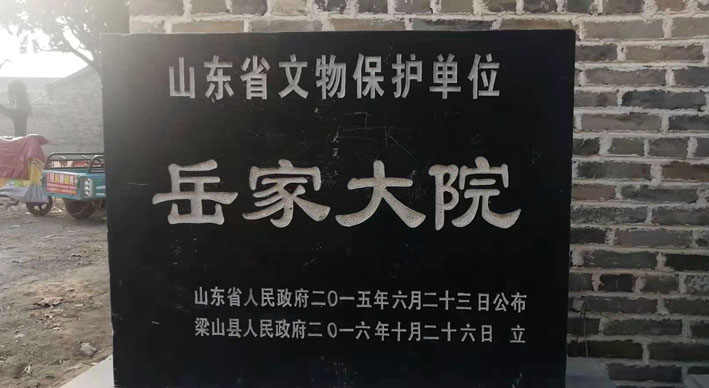 山东省文物保护单位
岳家大院
山东省人民政府二〇一五年六月二十三日公布
梁山县人民政府二〇一六年十月二十六日 立